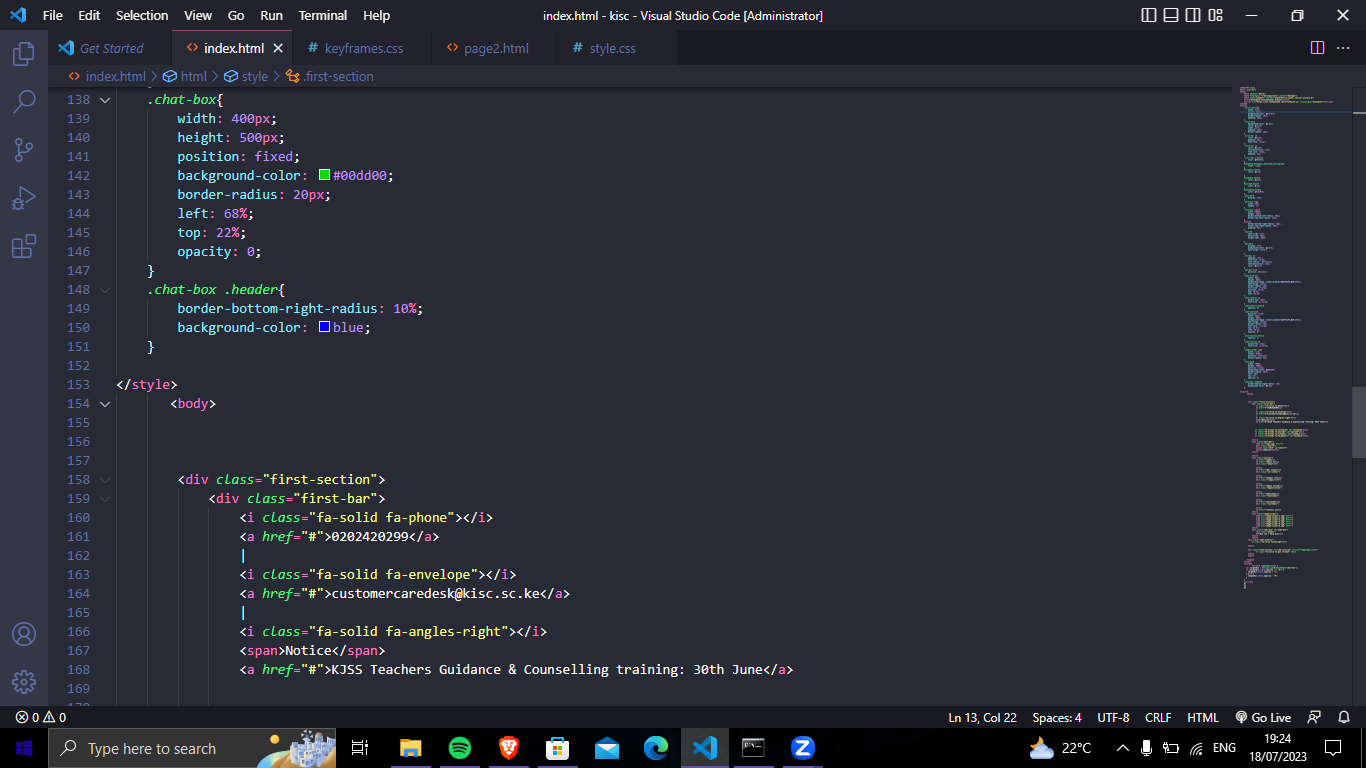 File Edit Selection View Go Run Terminal Help index.html - kisc - Visual Studio Code [Administrator]
Get Started index.html keyframes.css page2.html style.css
index.html > html > style > .first-section
138 .chat-box{
139 width: 400px;
140 height: 500px;
141 position: fixed;
142 background-color: #00dd00;
143 border-radius: 20px;
144 left: 68%;
145 top: 22%;
146 opacity: 0;
147 }
148 .chat-box .header{
149 border-bottom-right-radius: 10%;
150 background-color: blue;
151 }
152
153 </style>
154 <body>
155
156
157
158 <div class="first-section">
159 <div class="first-bar">
160 <i class="fa-solid fa-phone"></i>
161 <a href="#">0202420299</a>
162 |
163 <i class="fa-solid fa-envelope"></i>
164 <a href="#">customercaredesk@kisc.sc.ke</a>
165 |
166 <i class="fa-solid fa-angles-right"></i>
167 <span>Notice</span>
168 <a href="#">KJSS Teachers Guidance & Counselling training: 30th June</a>
169
0 0 Ln 13, Col 22 Spaces: 4 UTF-8 CRLF HTML Go Live
Type here to search 22°C ENG 19:24
18/07/2023